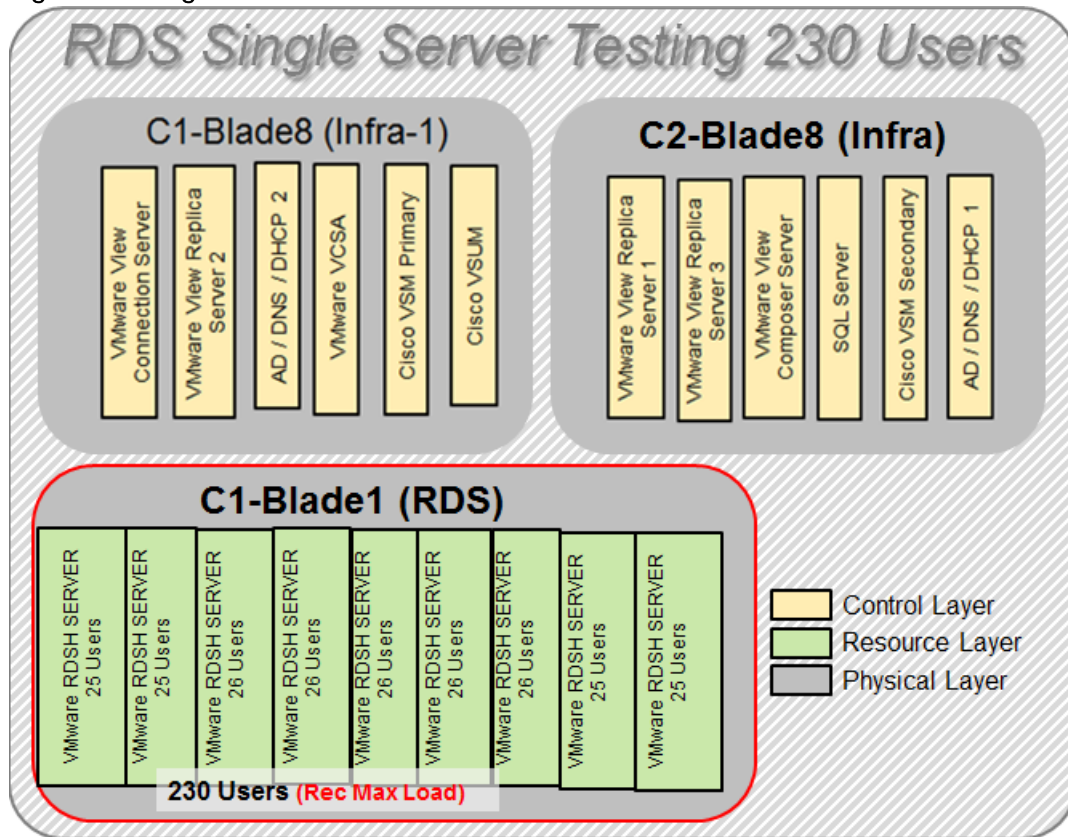 RDS Single Server Testing 230 Users
C1-Blade8 (Infra-1)
VMware View
Connection Server
VMware View Replica
Server 2
AD / DNS / DHCP 2
VMware VCSA
Cisco VSM Primary
Cisco VSUM
C2-Blade8 (Infra)
VMware View Replica
Server 1
VMware View Replica
Server 3
VMware View
Composer Server
SQL Server
Cisco VSM Secondary
AD / DNS / DHCP 1
C1-Blade1 (RDS)
VMware RDSH SERVER
25 Users
VMware RDSH SERVER
25 Users
VMware RDSH SERVER
26 Users
VMware RDSH SERVER
26 Users
VMware RDSH SERVER
26 Users
VMware RDSH SERVER
26 Users
VMware RDSH SERVER
26 Users
VMware RDSH SERVER
25 Users
VMware RDSH SERVER
25 Users
230 Users (Rec Max Load)
Control Layer
Resource Layer
Physical Layer